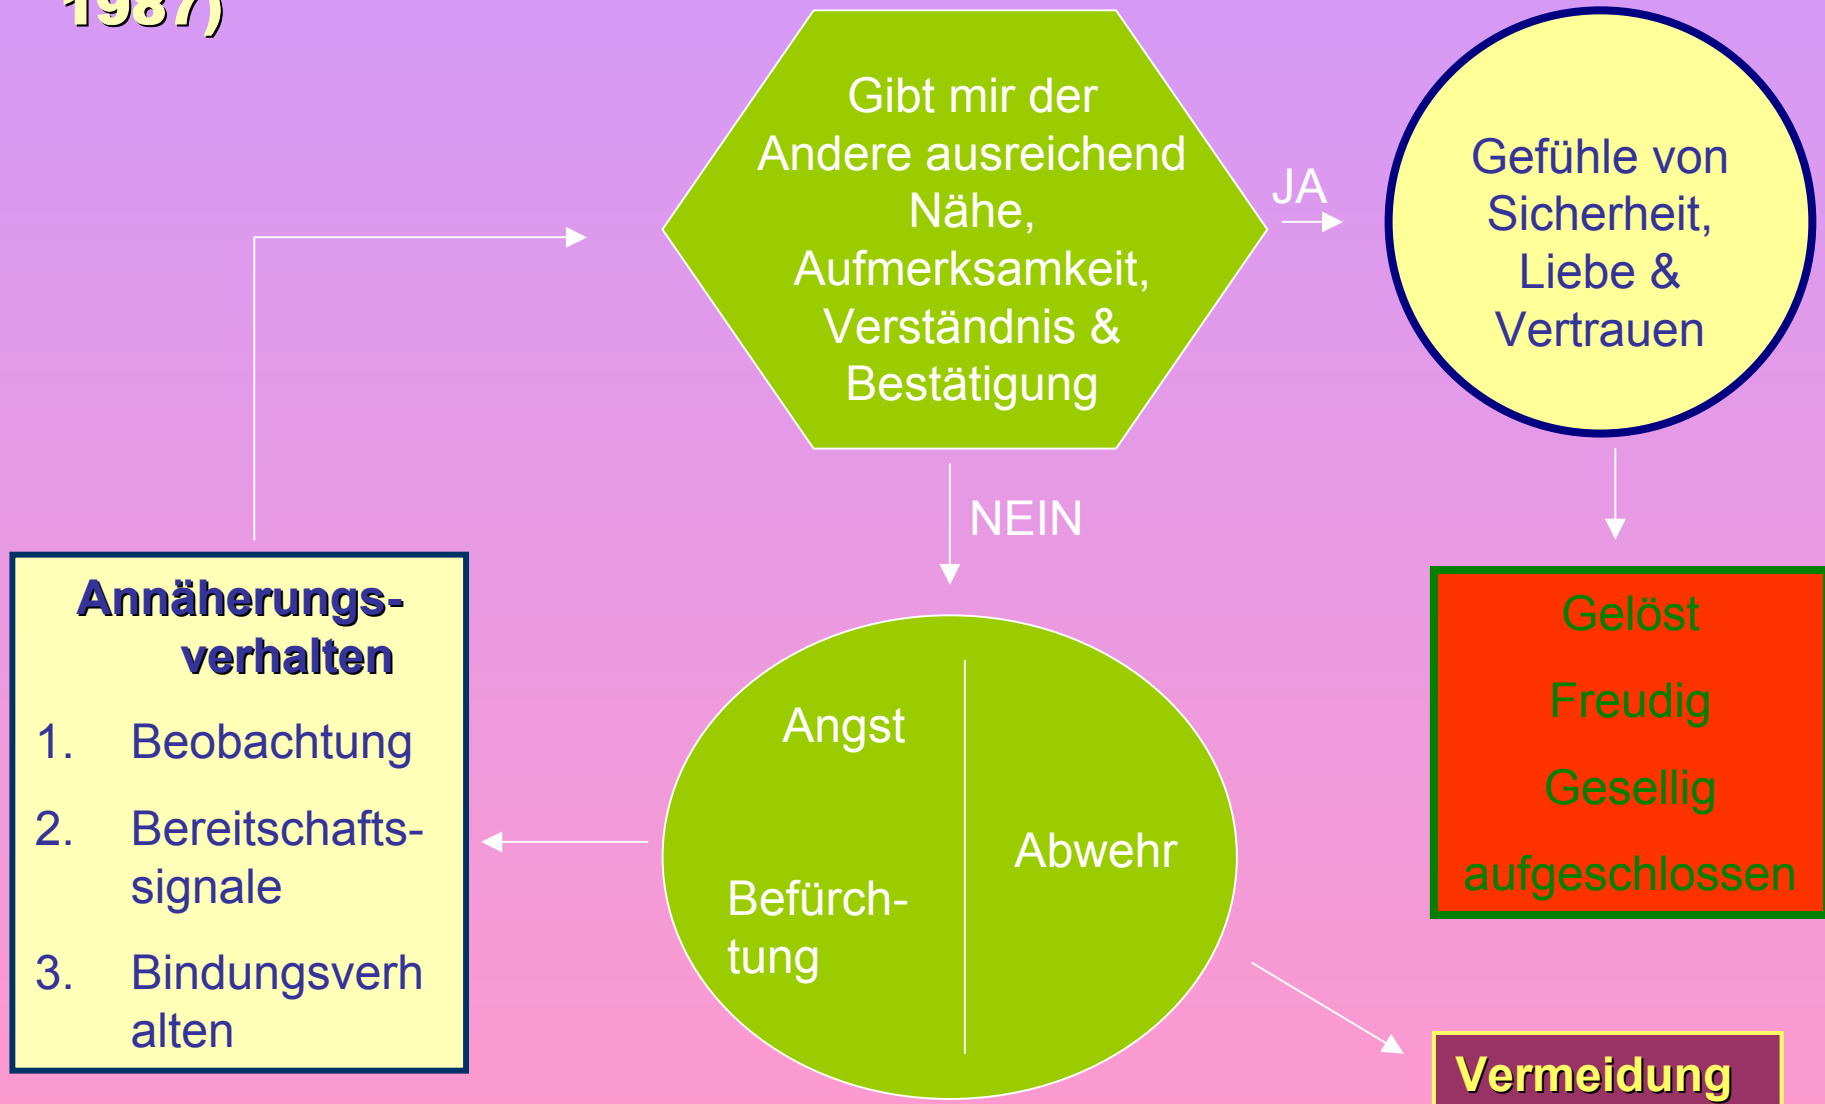 1987)
Gibt mir der
Andere ausreichend
Nähe,
Aufmerksamkeit,
Verständnis &
Bestätigung
JA
Gefühle von
Sicherheit,
Liebe &
Vertrauen
NEIN
Annäherungs-
verhalten
1. Beobachtung
2. Bereitschafts-
signale
3. Bindungsverh
alten
Angst
Befürch-
tung
Abwehr
Gelöst
Freudig
Gesellig
aufgeschlossen
Vermeidung